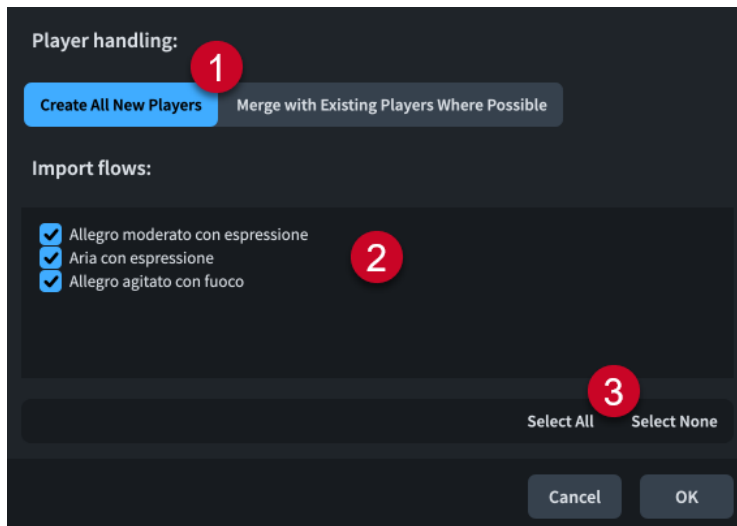 Player handling:
1
Create All New Players Merge with Existing Players Where Possible
Import flows:
Allegro moderato con espressione
Aria con espressione
2
Allegro agitato con fuoco
3
Select All Select None
Cancel OK